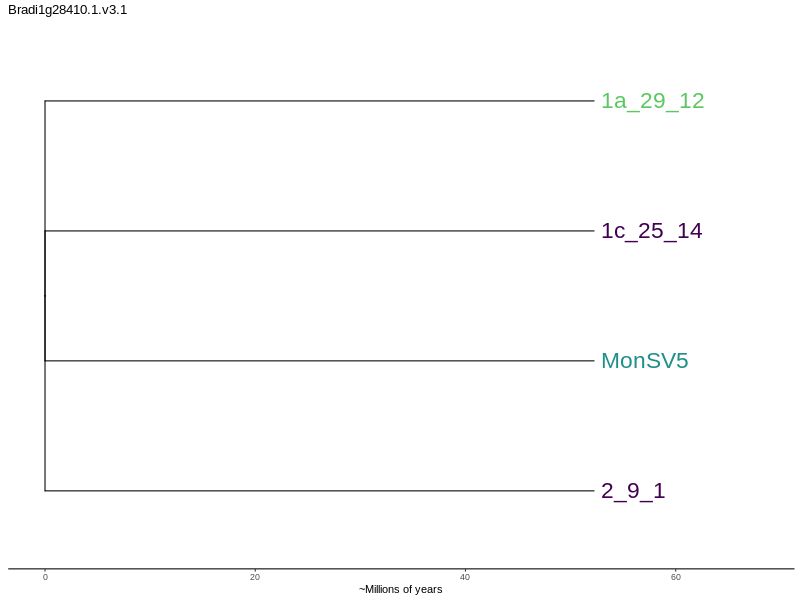 Bradi1g28410.1.v3.1
1a_29_12
1c_25_14
MonSV5
2_9_1
0 20 40 60
~Millions of years